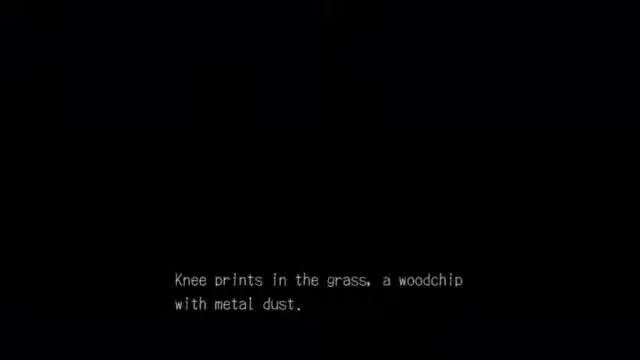 Knee prints in the grass, a woodchip
with metal dust.